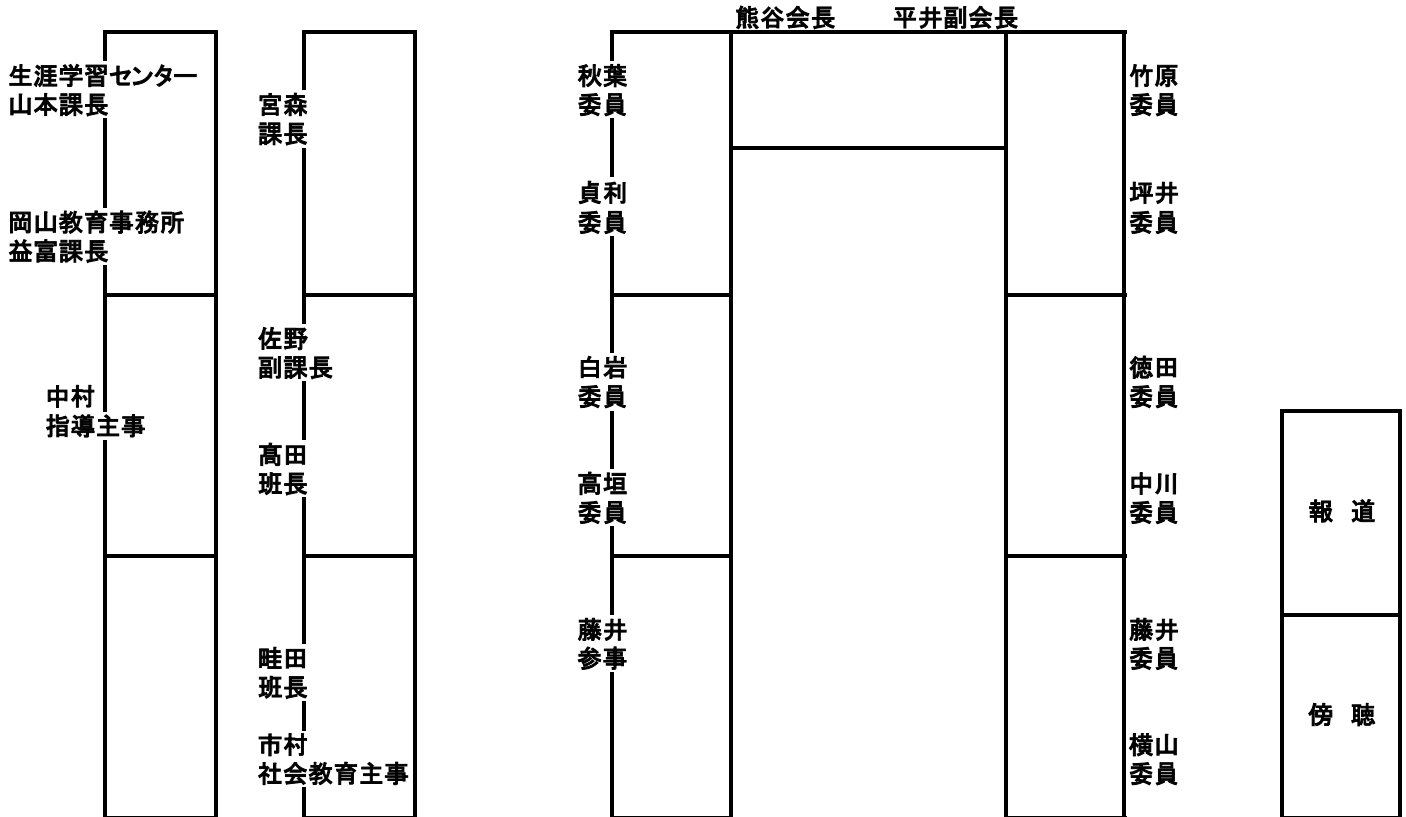 熊谷会長　平井副会長
生涯学習センター
山本課長
岡山教育事務所
益富課長
中村
指導主事
宮森
課長
佐野
副課長
髙田
班長
畦田
班長
市村
社会教育主事
秋葉
委員
貞利
委員
白岩
委員
高垣
委員
藤井
参事
竹原
委員
坪井
委員
徳田
委員
中川
委員
藤井
委員
横山
委員
報　道
傍　聴